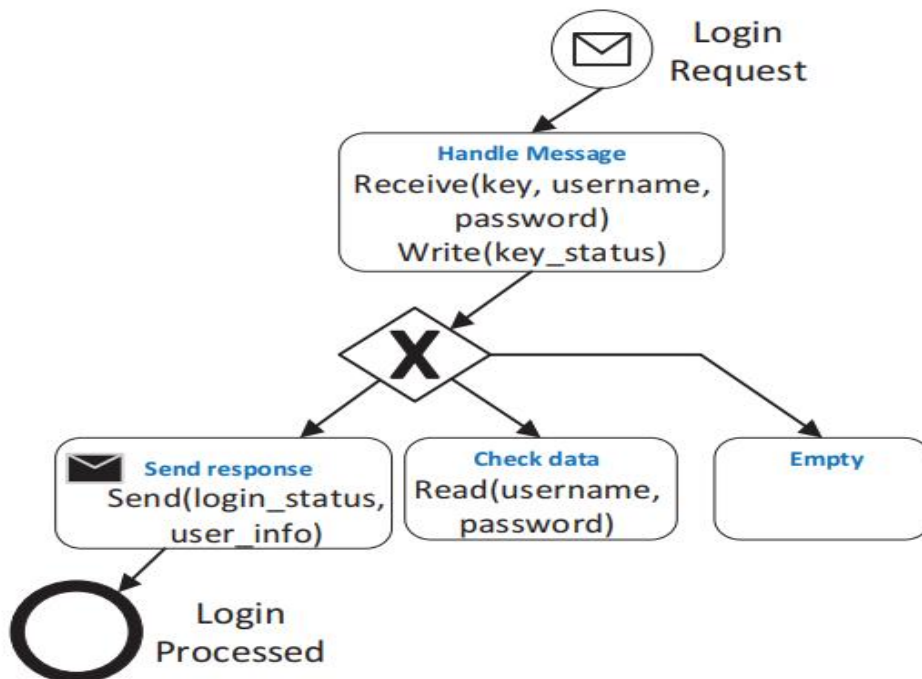 Login
Request
Handle Message
Receive(key, username,
password)
Write(key_status)
X
Send response
Send(login_status,
user_info)
Check data
Read(username,
password)
Empty
Login
Processed